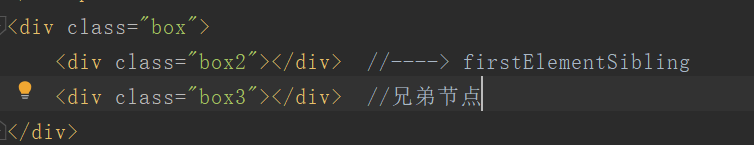 <div class="box">
<div class="box2"></div> //----> firstElementSibling
<div class="box3"></div> //兄弟节点
</div>